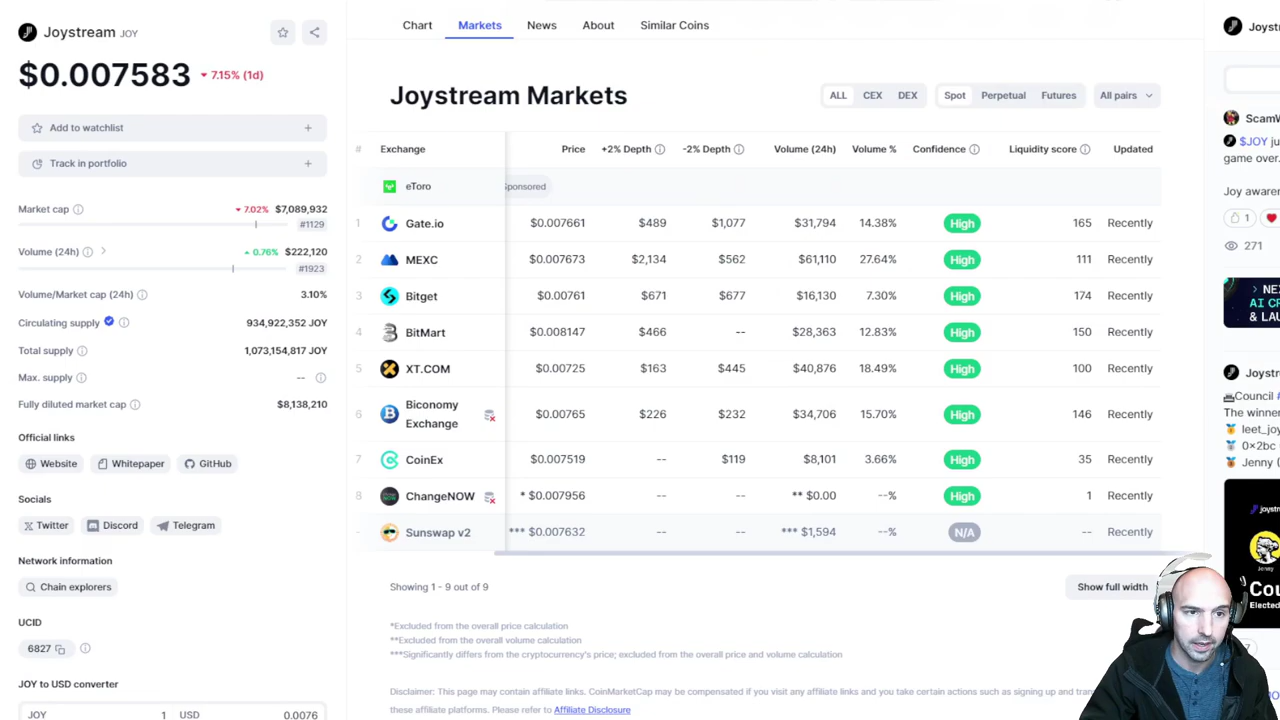 Joystream JOY
$0.007583 7.15% (1d)
Add to watchlist +
Track in portfolio +
Market cap 7.02% $7,089,932
#1129
Volume (24h) 0.76% $222,120
#1923
Volume/Market cap (24h) 3.10%
Circulating supply 934,922,352 JOY
Total supply 1,073,154,817 JOY
Max. supply --
Fully diluted market cap $8,138,210
Official links
Website Whitepaper GitHub
Socials
Twitter Discord Telegram
Network information
Chain explorers
UCID
6827
JOY to USD converter
JOY 1 USD 0.0076
Chart Markets News About Similar Coins
Joystream Markets
ALL CEX DEX Spot Perpetual Futures All pairs
# Exchange Price +2% Depth -2% Depth Volume (24h) Volume % Confidence Liquidity score Updated
eToro Sponsored
1 Gate.io $0.007661 $489 $1,077 $31,794 14.38% High 165 Recently
2 MEXC $0.007673 $2,134 $562 $61,110 27.64% High 111 Recently
3 Bitget $0.00761 $671 $677 $16,130 7.30% High 174 Recently
4 BitMart $0.008147 $466 -- $28,363 12.83% High 150 Recently
5 XT.COM $0.00725 $163 $445 $40,876 18.49% High 100 Recently
6 Biconomy Exchange $0.00765 $226 $232 $34,706 15.70% High 146 Recently
7 CoinEx $0.007519 -- $119 $8,101 3.66% High 35 Recently
8 ChangeNOW * $0.007956 -- -- ** $0.00 --% High 1 Recently
- Sunswap v2 *** $0.007632 -- -- *** $1,594 --% N/A -- Recently
Showing 1 - 9 out of 9
Show full width
*Excluded from the overall price calculation
**Excluded from the overall volume calculation
***Significantly differs from the cryptocurrency's price; excluded from the overall price and volume calculation
Disclaimer: This page may contain affiliate links. CoinMarketCap may be compensated if you visit any affiliate links and you take certain actions such as signing up and
these affiliate platforms. Please refer to Affiliate Disclosure
$JOY
game over.
Joy aware
1
271
AI
& LAU
Council
The winner
leet_joy
0x2bc
Jenny
Jenny
Elected